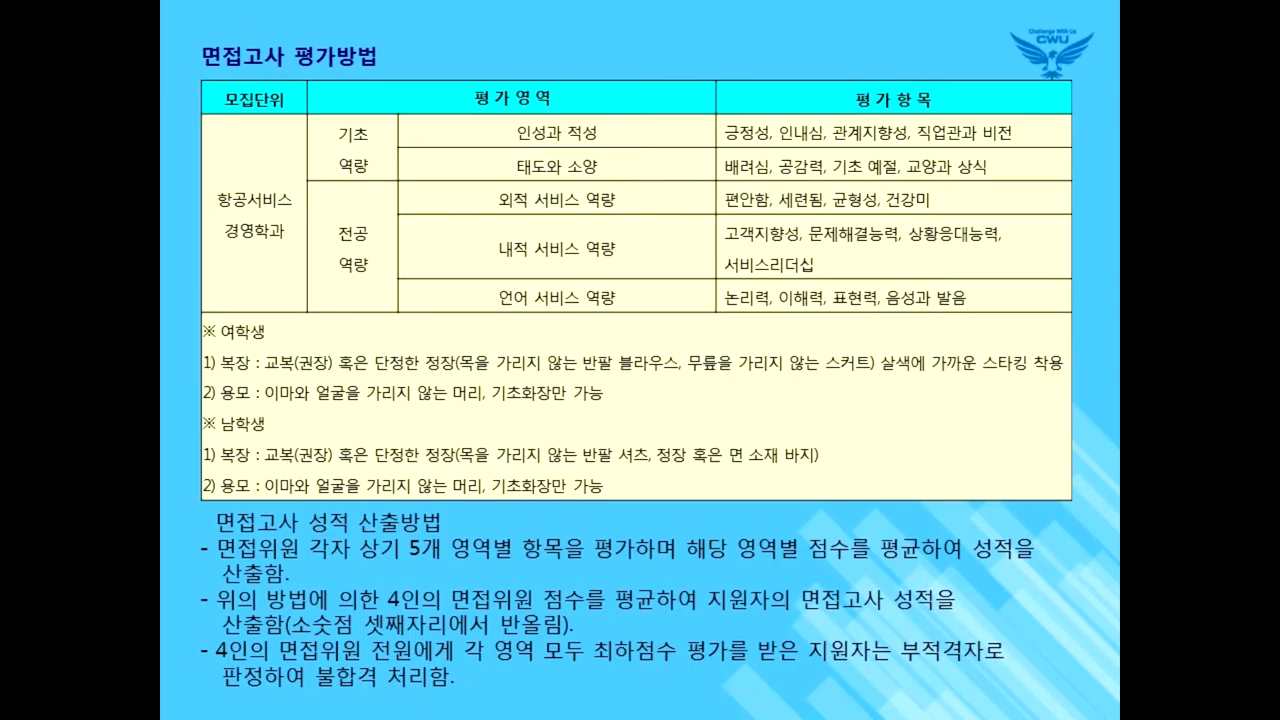 면접고사 평가방법
Challenge With Us
CWU
모집단위
평 가 영 역
평 가 항 목
항공서비스
경영학과
기초
역량
인성과 적성
긍정성, 인내심, 관계지향성, 직업관과 비전
태도와 소양
배려심, 공감력, 기초 예절, 교양과 상식
전공
역량
외적 서비스 역량
편안함, 세련됨, 균형성, 건강미
내적 서비스 역량
고객지향성, 문제해결능력, 상황응대능력,
서비스리더십
언어 서비스 역량
논리력, 이해력, 표현력, 음성과 발음
※ 여학생
1) 복장 : 교복(권장) 혹은 단정한 정장(목을 가리지 않는 반팔 블라우스, 무릎을 가리지 않는 스커트) 살색에 가까운 스타킹 착용
2) 용모 : 이마와 얼굴을 가리지 않는 머리, 기초화장만 가능
※ 남학생
1) 복장 : 교복(권장) 혹은 단정한 정장(목을 가리지 않는 반팔 셔츠, 정장 혹은 면 소재 바지)
2) 용모 : 이마와 얼굴을 가리지 않는 머리, 기초화장만 가능
면접고사 성적 산출방법
- 면접위원 각자 상기 5개 영역별 항목을 평가하며 해당 영역별 점수를 평균하여 성적을
산출함.
- 위의 방법에 의한 4인의 면접위원 점수를 평균하여 지원자의 면접고사 성적을
산출함(소숫점 셋째자리에서 반올림).
- 4인의 면접위원 전원에게 각 영역 모두 최하점수 평가를 받은 지원자는 부적격자로
판정하여 불합격 처리함.